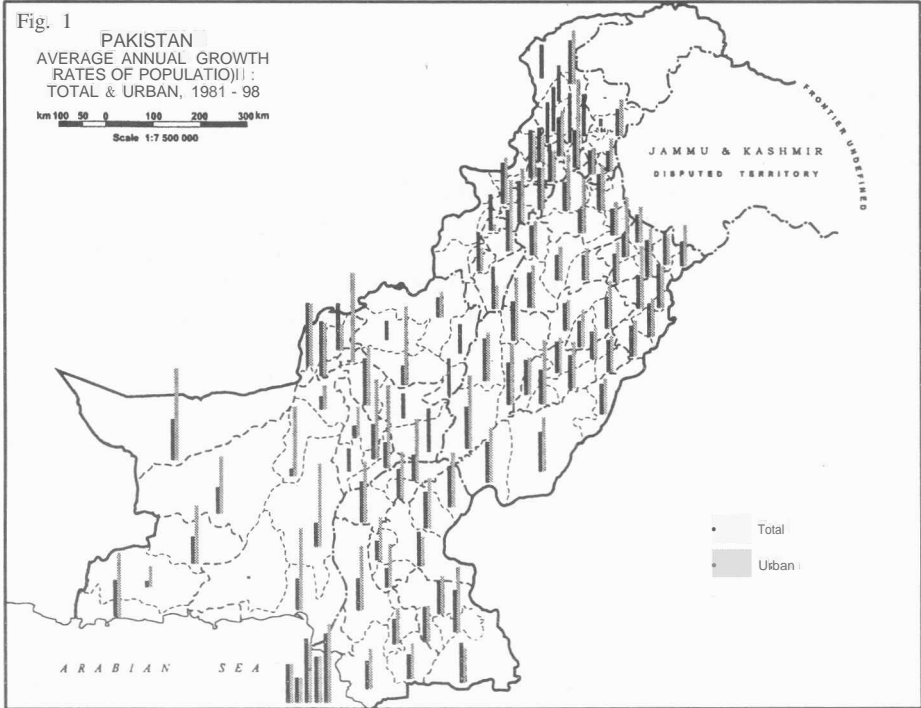 Fig. 1
PAKISTAN
AVERAGE ANNUAL GROWTH
RATES OF POPULATIO)II :
TOTAL & URBAN, 1981 - 98
km 100 50 0 100 200 300 km
Scale 1:7 500 000
FRONTIER UNDEFINED
JAMMU & KASHMIR
DISPUTED TERRITORY
Total
Urban
ARABIAN SEA